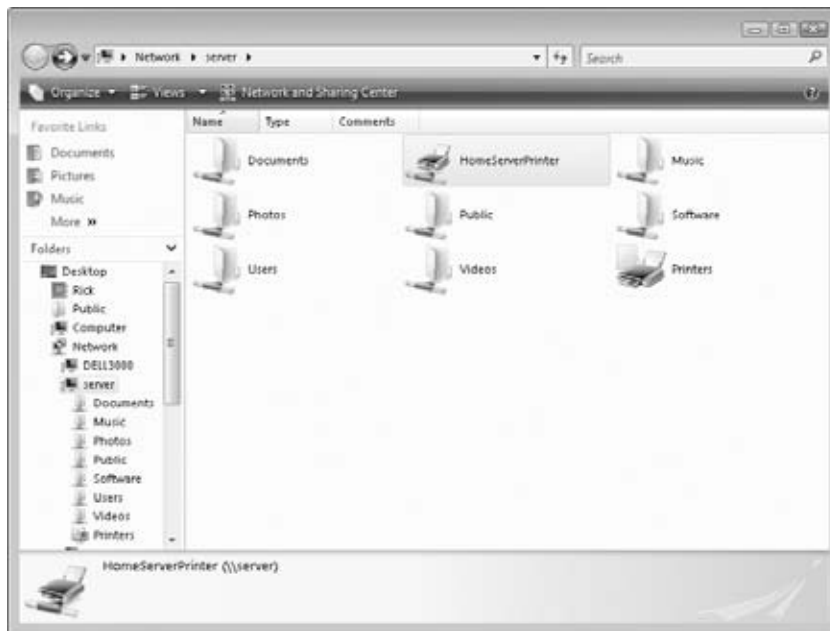 Network ▸ server ▸
Search
Organize Views Network and Sharing Center
Favorite Links
Documents
Pictures
Music
More »
Folders
Desktop
Rick
Public
Computer
Network
DELL3000
server
Documents
Music
Photos
Public
Software
Users
Videos
Printers
Name Type Comments
Documents HomeServerPrinter Music
Photos Public Software
Users Videos Printers
HomeServerPrinter (\\server)